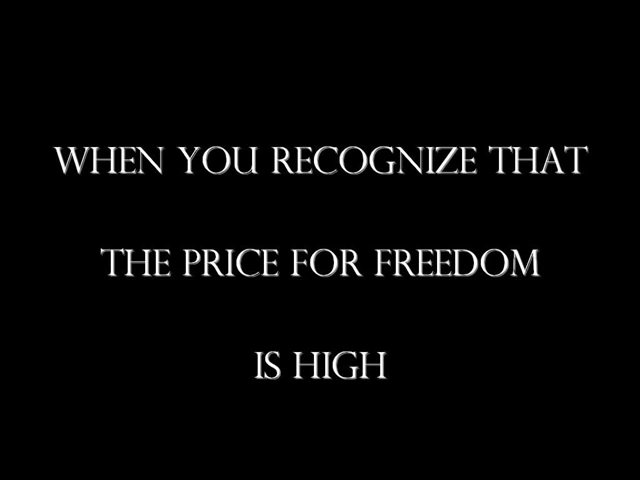 WHEN YOU RECOGNIZE THAT
THE PRICE FOR FREEDOM
IS HIGH